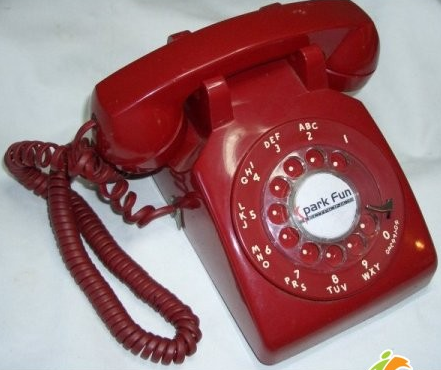 ABC
2
1
DEF
3
GHI
4
JKL
5
MNO
6
PRS
7
TUV
8
WXY
9
OPERATOR
0
Spark Fun
ELECTRONICS